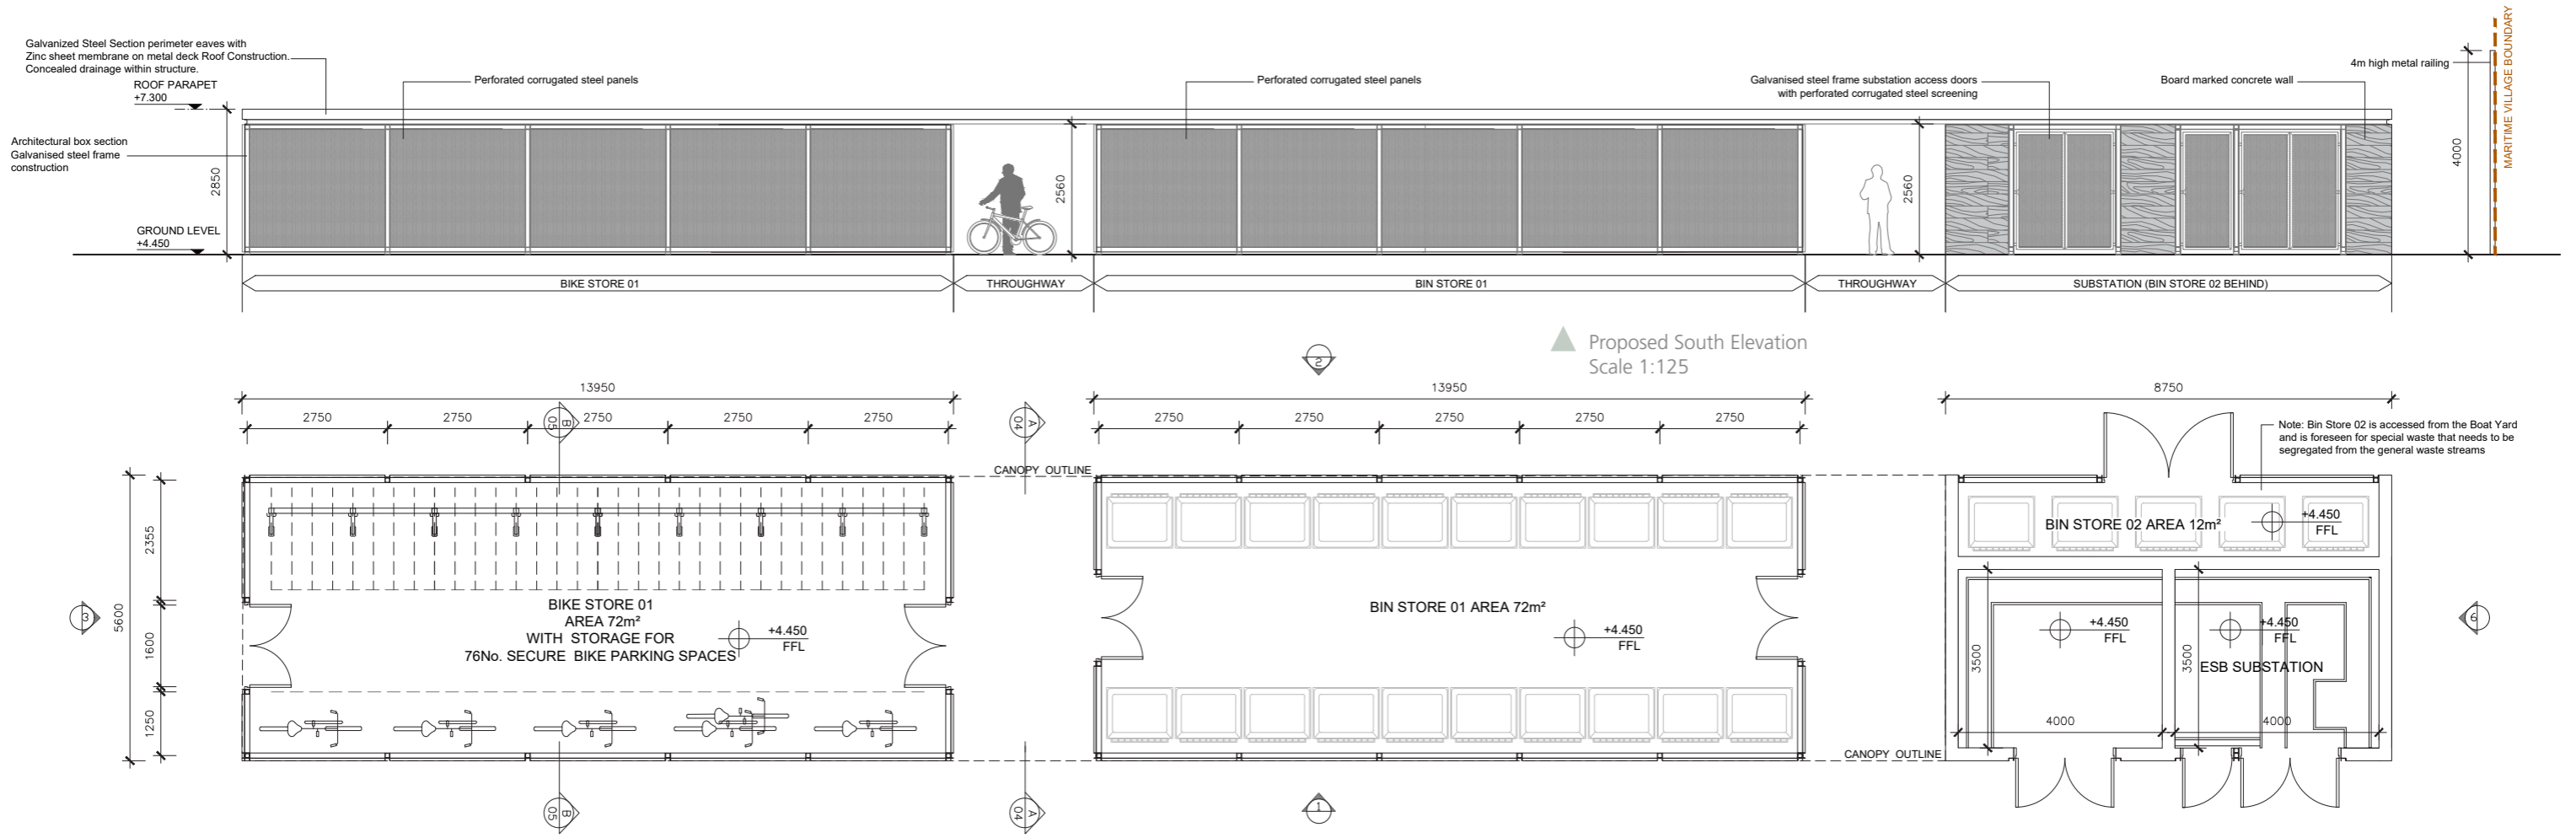 Galvanized Steel Section perimeter eaves with
Zinc sheet membrane on metal deck Roof Construction.
Concealed drainage within structure.
ROOF PARAPET
+7.300
Architectural box section
Galvanised steel frame
construction
GROUND LEVEL
+4.450
2850
Perforated corrugated steel panels
2560
Perforated corrugated steel panels
2560
Galvanised steel frame substation access doors
with perforated corrugated steel screening
Board marked concrete wall
4m high metal railing
4000
MARITIME VILLAGE BOUNDARY
BIKE STORE 01
THROUGHWAY
BIN STORE 01
THROUGHWAY
SUBSTATION (BIN STORE 02 BEHIND)
Proposed South Elevation
Scale 1:125
2
13950
13950
8750
2750
2750
2750
2750
2750
2750
2750
2750
2750
2750
B
05
A
04
Note: Bin Store 02 is accessed from the Boat Yard
and is foreseen for special waste that needs to be
segregated from the general waste streams
CANOPY OUTLINE
3
5600
2355
1600
1250
BIKE STORE 01
AREA 72m²
WITH STORAGE FOR
76No. SECURE BIKE PARKING SPACES
+4.450
FFL
BIN STORE 01 AREA 72m²
+4.450
FFL
BIN STORE 02 AREA 12m²
+4.450
FFL
+4.450
FFL
+4.450
FFL
3500
3500
ESB SUBSTATION
4000
4000
6
CANOPY OUTLINE
B
05
A
04
1